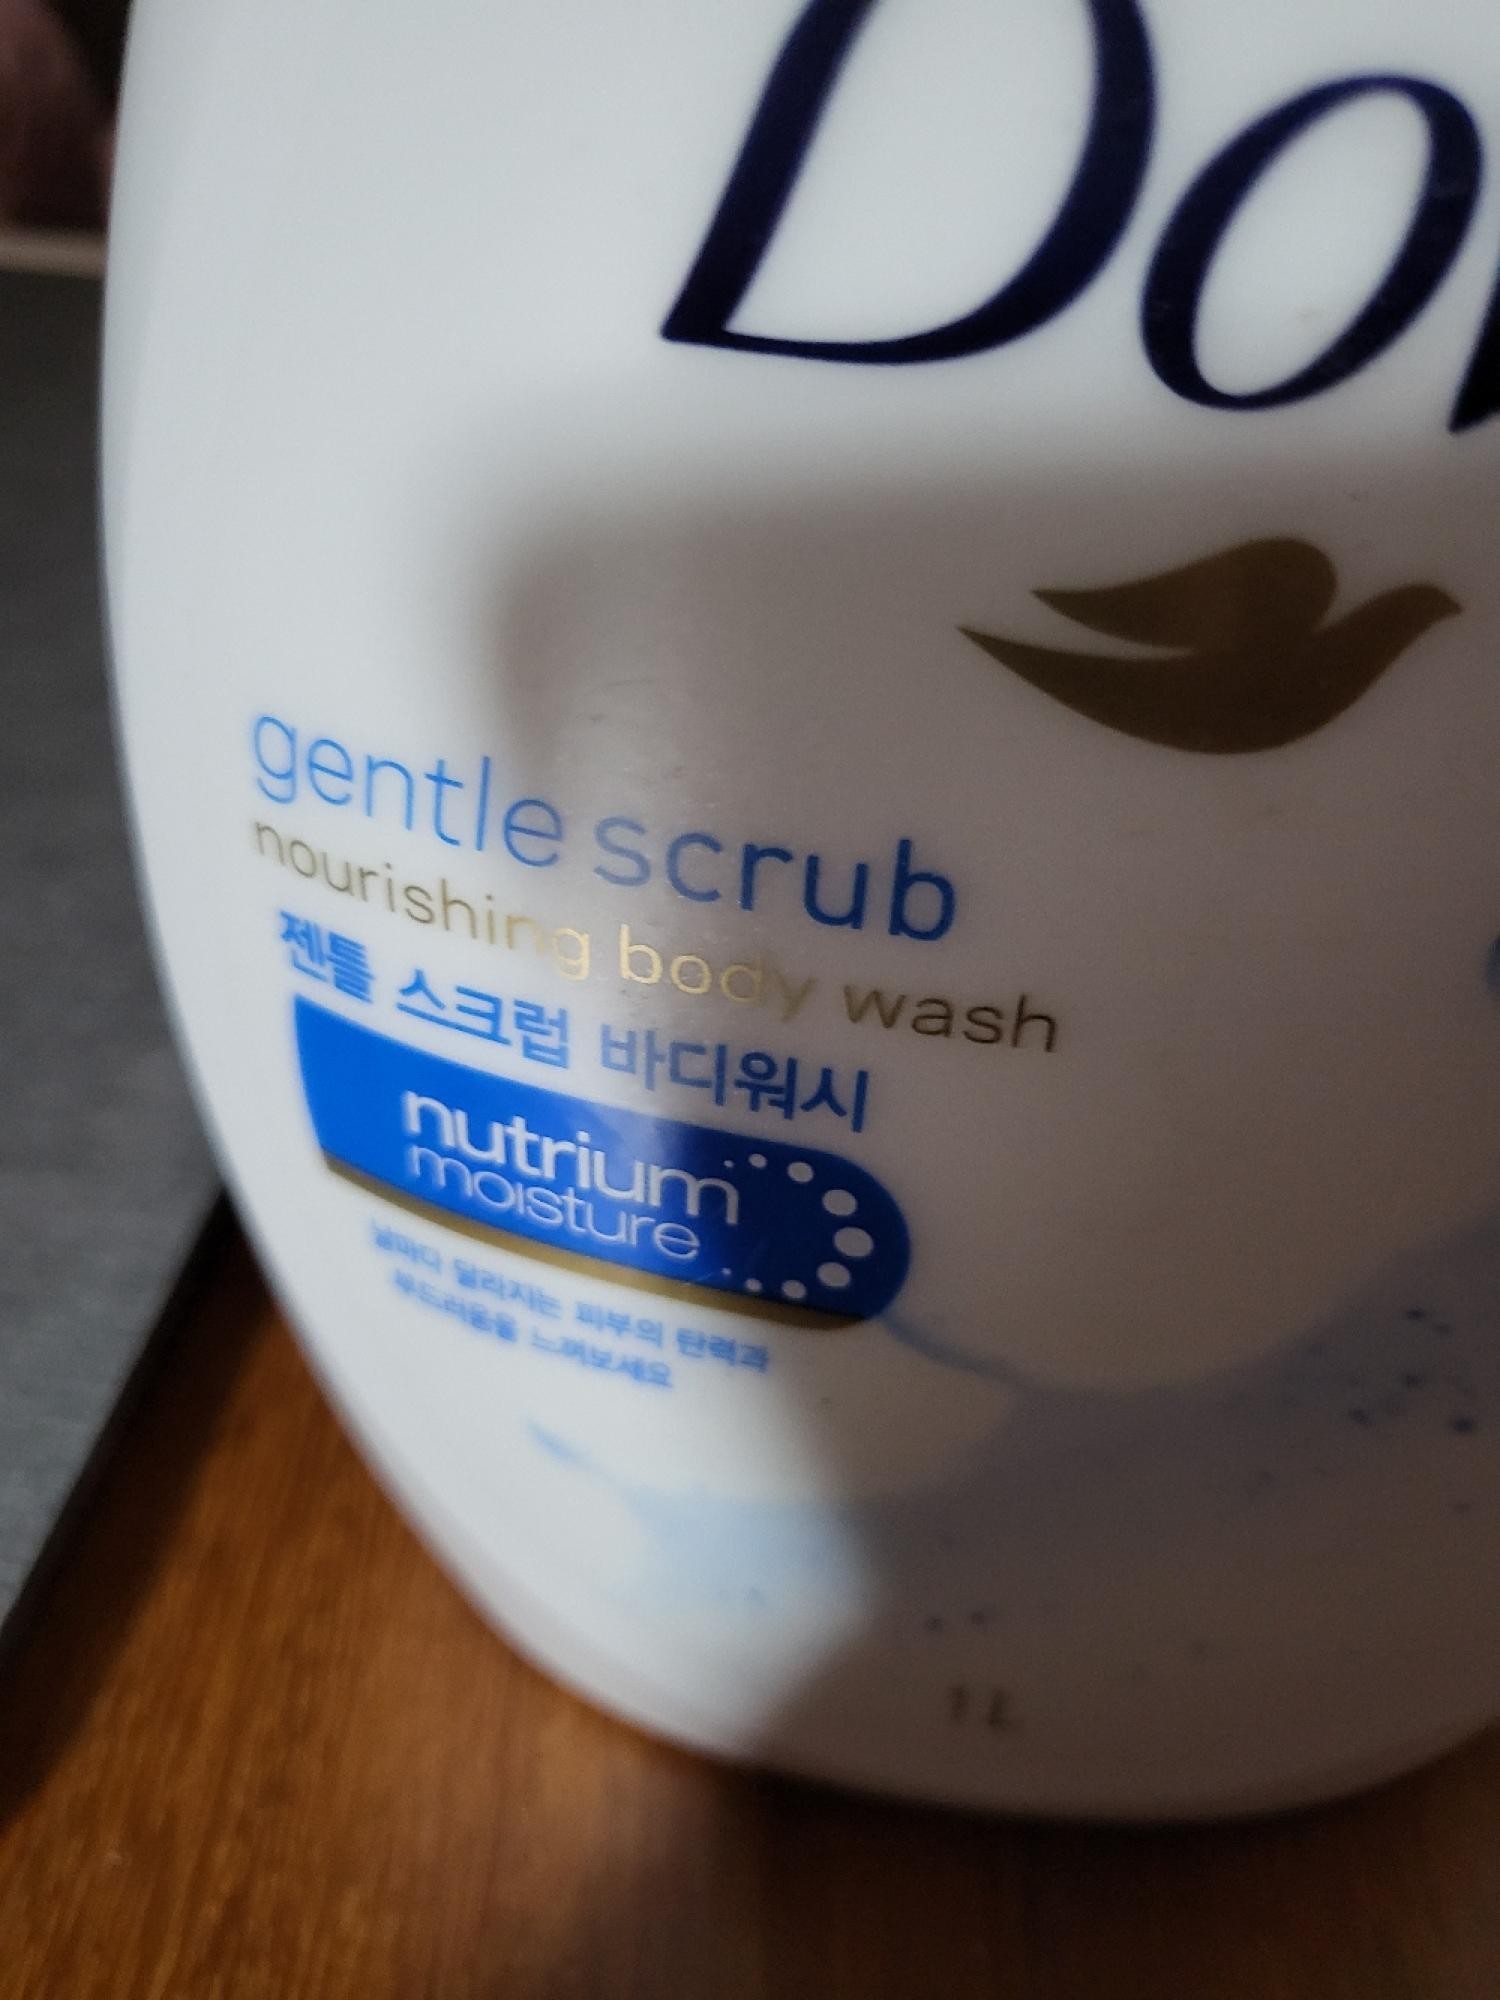 Dov
gentle scrub
nourishing body wash
젠틀 스크럽 바디워시
nutrium
moisture
날마다 달라지는 피부의 탄력과
부드러움을 느껴보세요
1 L